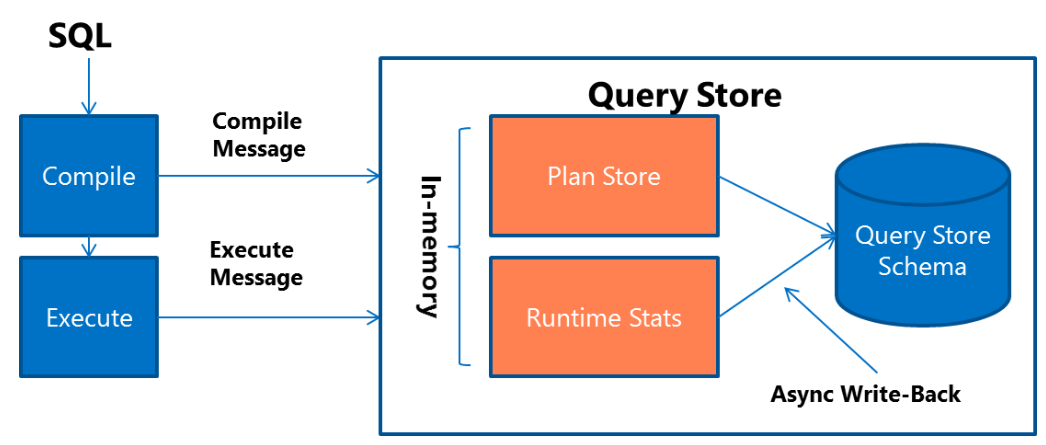 SQL
Compile
Message
Compile
Execute
Message
Execute
Query Store
In-memory
Plan Store
Runtime Stats
Query Store
Schema
Async Write-Back